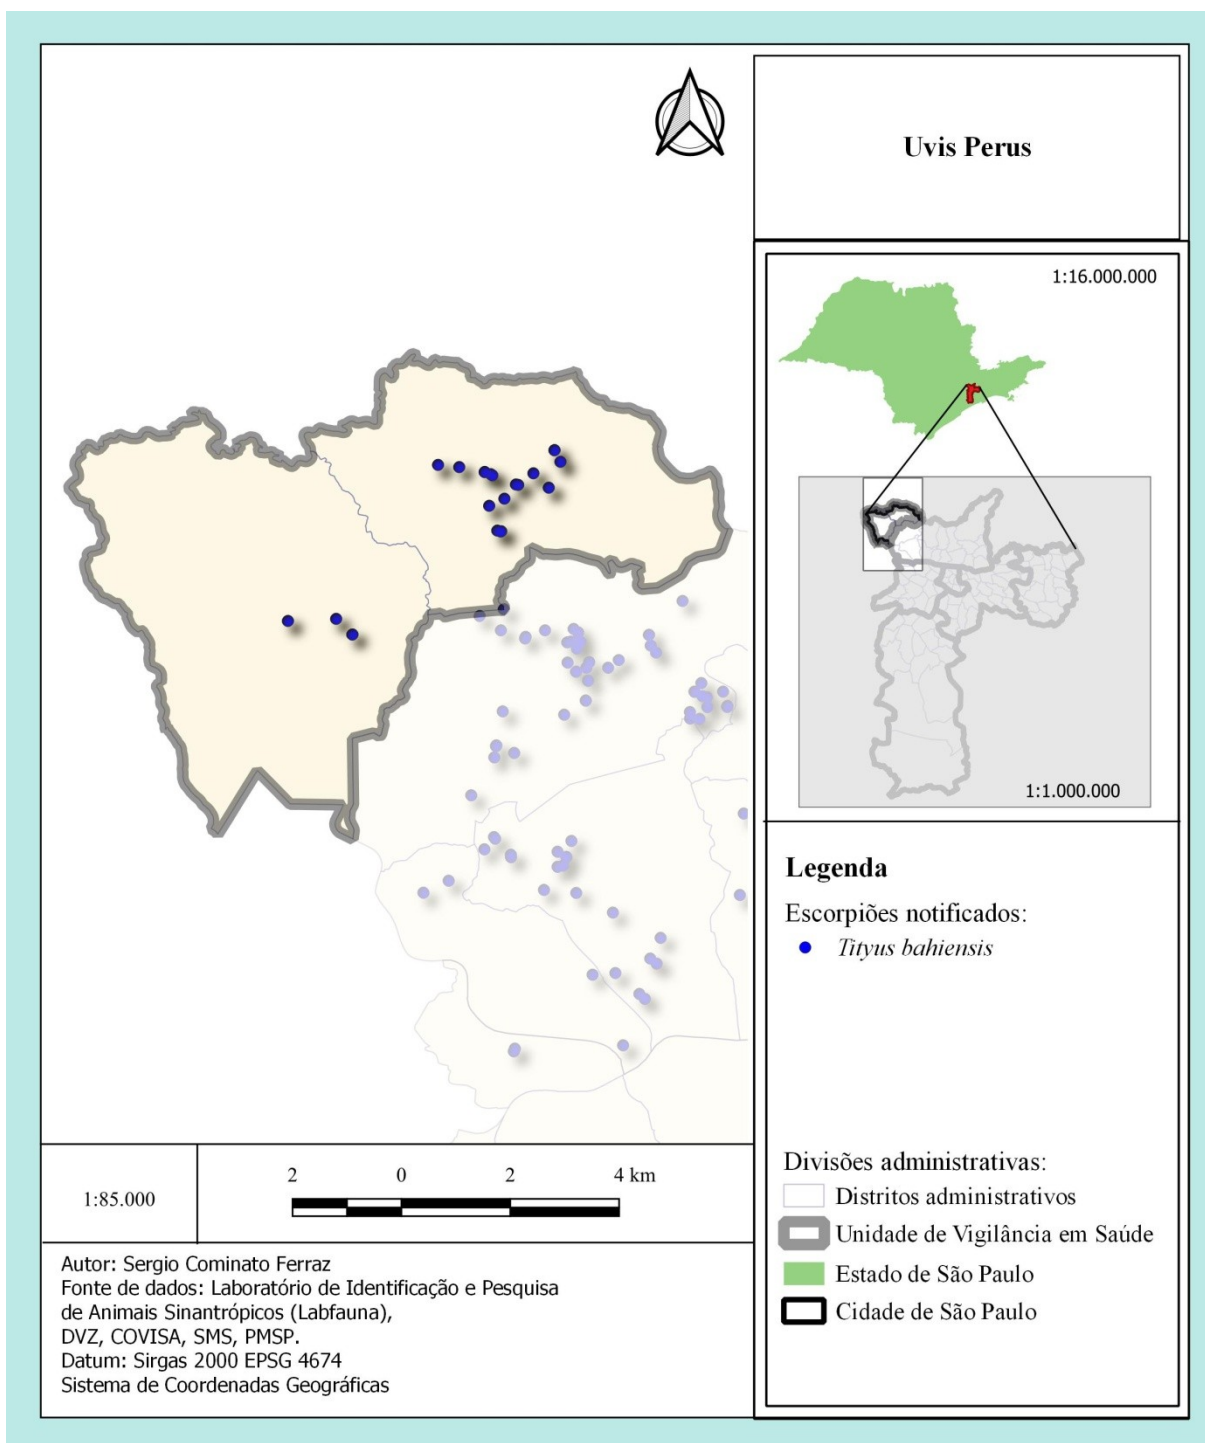 Uvis Perus
1:16.000.000
1:1.000.000
Legenda
Escorpiões notificados:
Tityus bahiensis
Divisões administrativas:
Distritos administrativos
Unidade de Vigilância em Saúde
Estado de São Paulo
Cidade de São Paulo
1:85.000
2 0 2 4 km
Autor: Sergio Cominato Ferraz
Fonte de dados: Laboratório de Identificação e Pesquisa
de Animais Sinantrópicos (Labfauna),
DVZ, COVISA, SMS, PMSP.
Datum: Sirgas 2000 EPSG 4674
Sistema de Coordenadas Geográficas